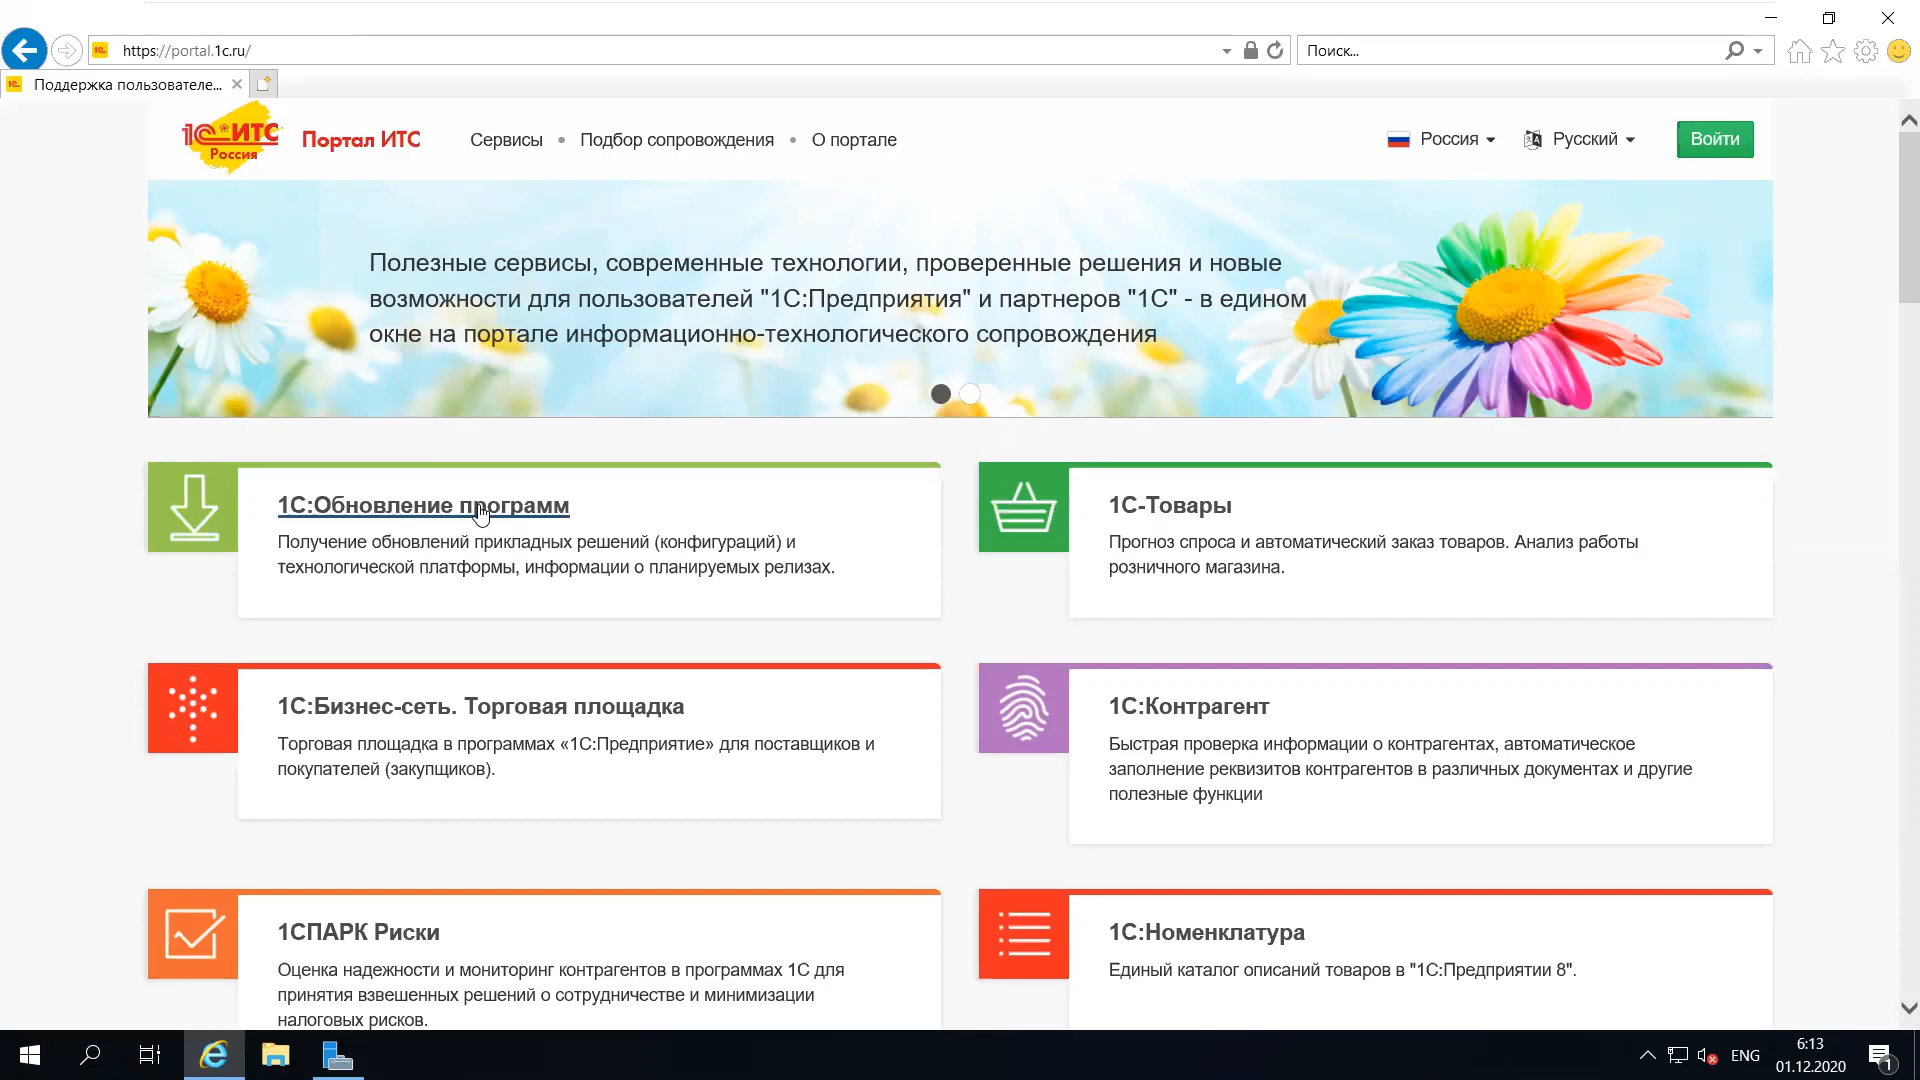 https://portal.1c.ru/
Поиск...
Поддержка пользователе...
1С ИТС
Россия
Портал ИТС
Сервисы • Подбор сопровождения • О портале
Россия
Русский
Войти
Полезные сервисы, современные технологии, проверенные решения и новые
возможности для пользователей "1С:Предприятия" и партнеров "1С" - в едином
окне на портале информационно-технологического сопровождения
1С:Обновление программ
Получение обновлений прикладных решений (конфигураций) и
технологической платформы, информации о планируемых релизах.
1С-Товары
Прогноз спроса и автоматический заказ товаров. Анализ работы
розничного магазина.
1С:Бизнес-сеть. Торговая площадка
Торговая площадка в программах «1С:Предприятие» для поставщиков и
покупателей (закупщиков).
1С:Контрагент
Быстрая проверка информации о контрагентах, автоматическое
заполнение реквизитов контрагентов в различных документах и другие
полезные функции
1СПАРК Риски
Оценка надежности и мониторинг контрагентов в программах 1С для
принятия взвешенных решений о сотрудничестве и минимизации
налоговых рисков.
1С:Номенклатура
Единый каталог описаний товаров в "1С:Предприятии 8".
ENG
6:13
01.12.2020
1